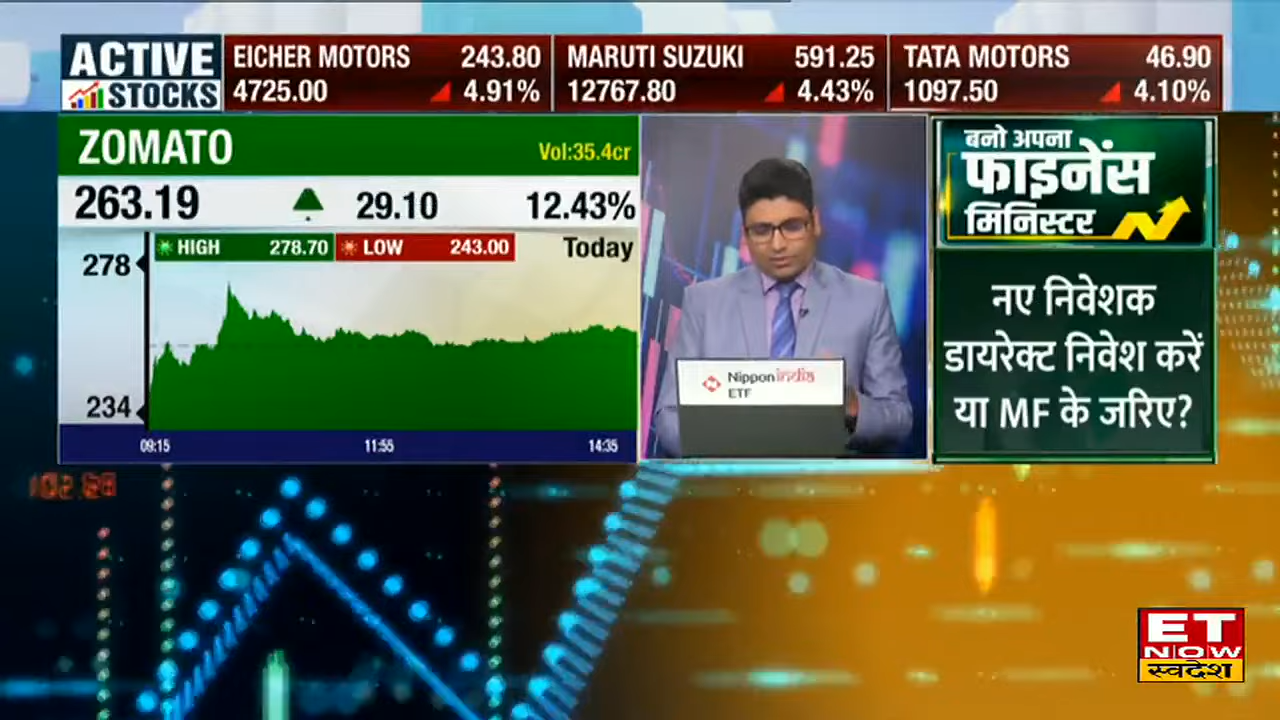 ACTIVE STOCKS
EICHER MOTORS 243.80
4725.00 4.91%
MARUTI SUZUKI 591.25
12767.80 4.43%
TATA MOTORS 46.90
1097.50 4.10%
ZOMATO
Vol:35.4cr
263.19 29.10 12.43%
HIGH 278.70 LOW 243.00 Today
278
234
09:15 11:55 14:35
Nippon india
ETF
बनो अपना
फाइनेंस
मिनिस्टर
नए निवेशक
डायरेक्ट निवेश करें
या MF के जरिए?
ET
NOW
स्वदेश